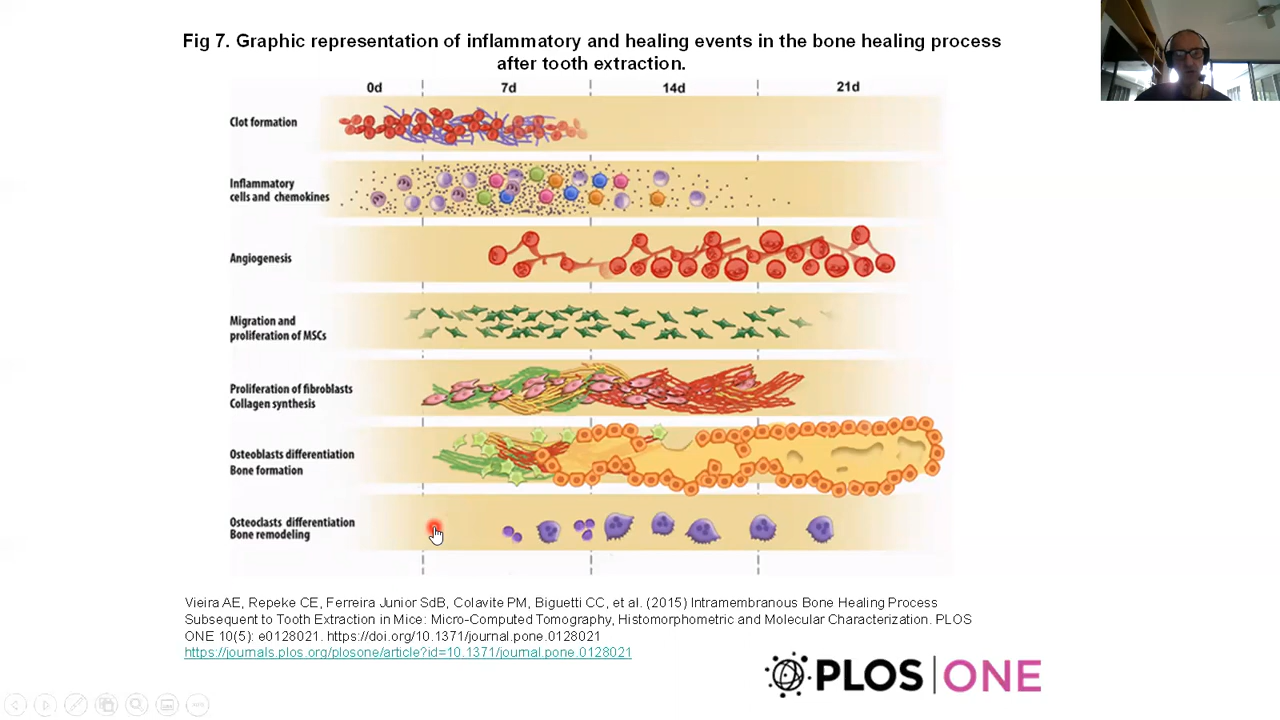 Fig 7. Graphic representation of inflammatory and healing events in the bone healing process
after tooth extraction.
0d 7d 14d 21d
Clot formation
Inflammatory
cells and chemokines
Angiogenesis
Migration and
proliferation of MSCs
Proliferation of fibroblasts
Collagen synthesis
Osteoblasts differentiation
Bone formation
Osteoclasts differentiation
Bone remodeling
Vieira AE, Repeke CE, Ferreira Junior SdB, Colavite PM, Biguetti CC, et al. (2015) Intramembranous Bone Healing Process
Subsequent to Tooth Extraction in Mice: Micro-Computed Tomography, Histomorphometric and Molecular Characterization. PLOS
ONE 10(5): e0128021. https://doi.org/10.1371/journal.pone.0128021
https://journals.plos.org/plosone/article?id=10.1371/journal.pone.0128021
PLOS ONE